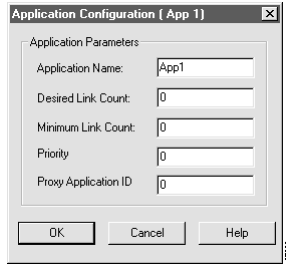 Application Configuration ( App 1)
Application Parameters
Application Name: App1
Desired Link Count: 0
Minimum Link Count: 0
Priority 0
Proxy Application ID 0
OK Cancel Help